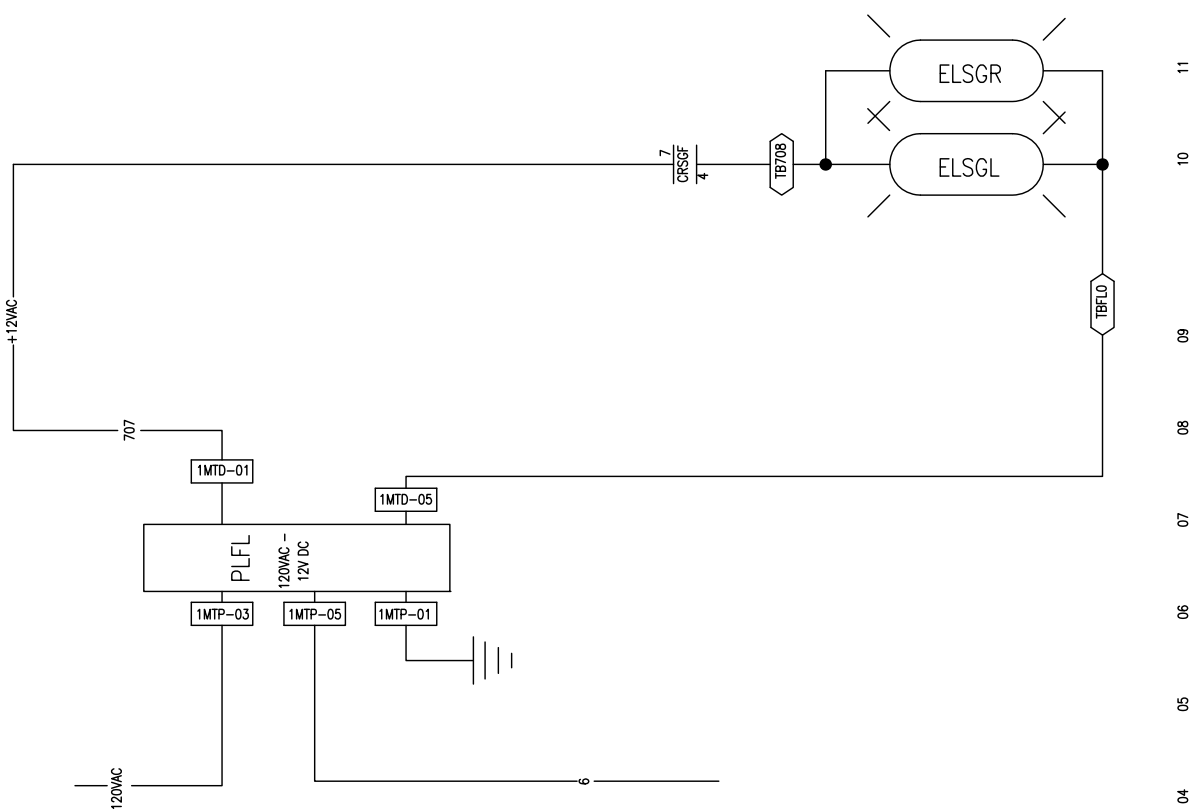 ELSGR
11
7
CRSGF
4
TB708
ELSGL
10
+12VAC
TBFLO
09
707
08
1MTD-01
1MTD-05
07
PLFL
120VAC -
12V DC
1MTP-03
1MTP-05
1MTP-01
06
05
120VAC
6
04